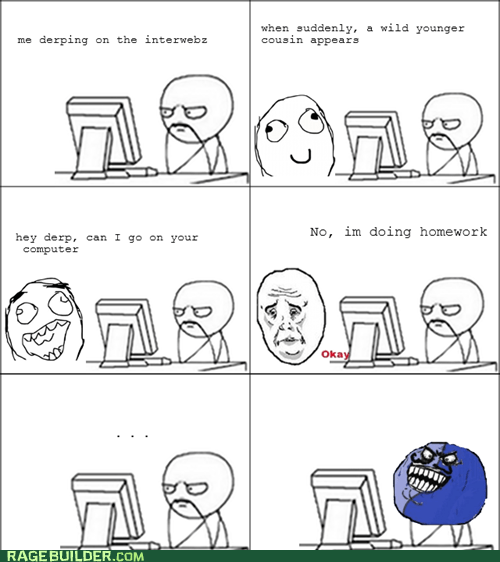 me derping on the interwebz
when suddenly, a wild younger
cousin appears
hey derp, can I go on your
computer
No, im doing homework
Okay
. . .
RAGEBUILDER.COM